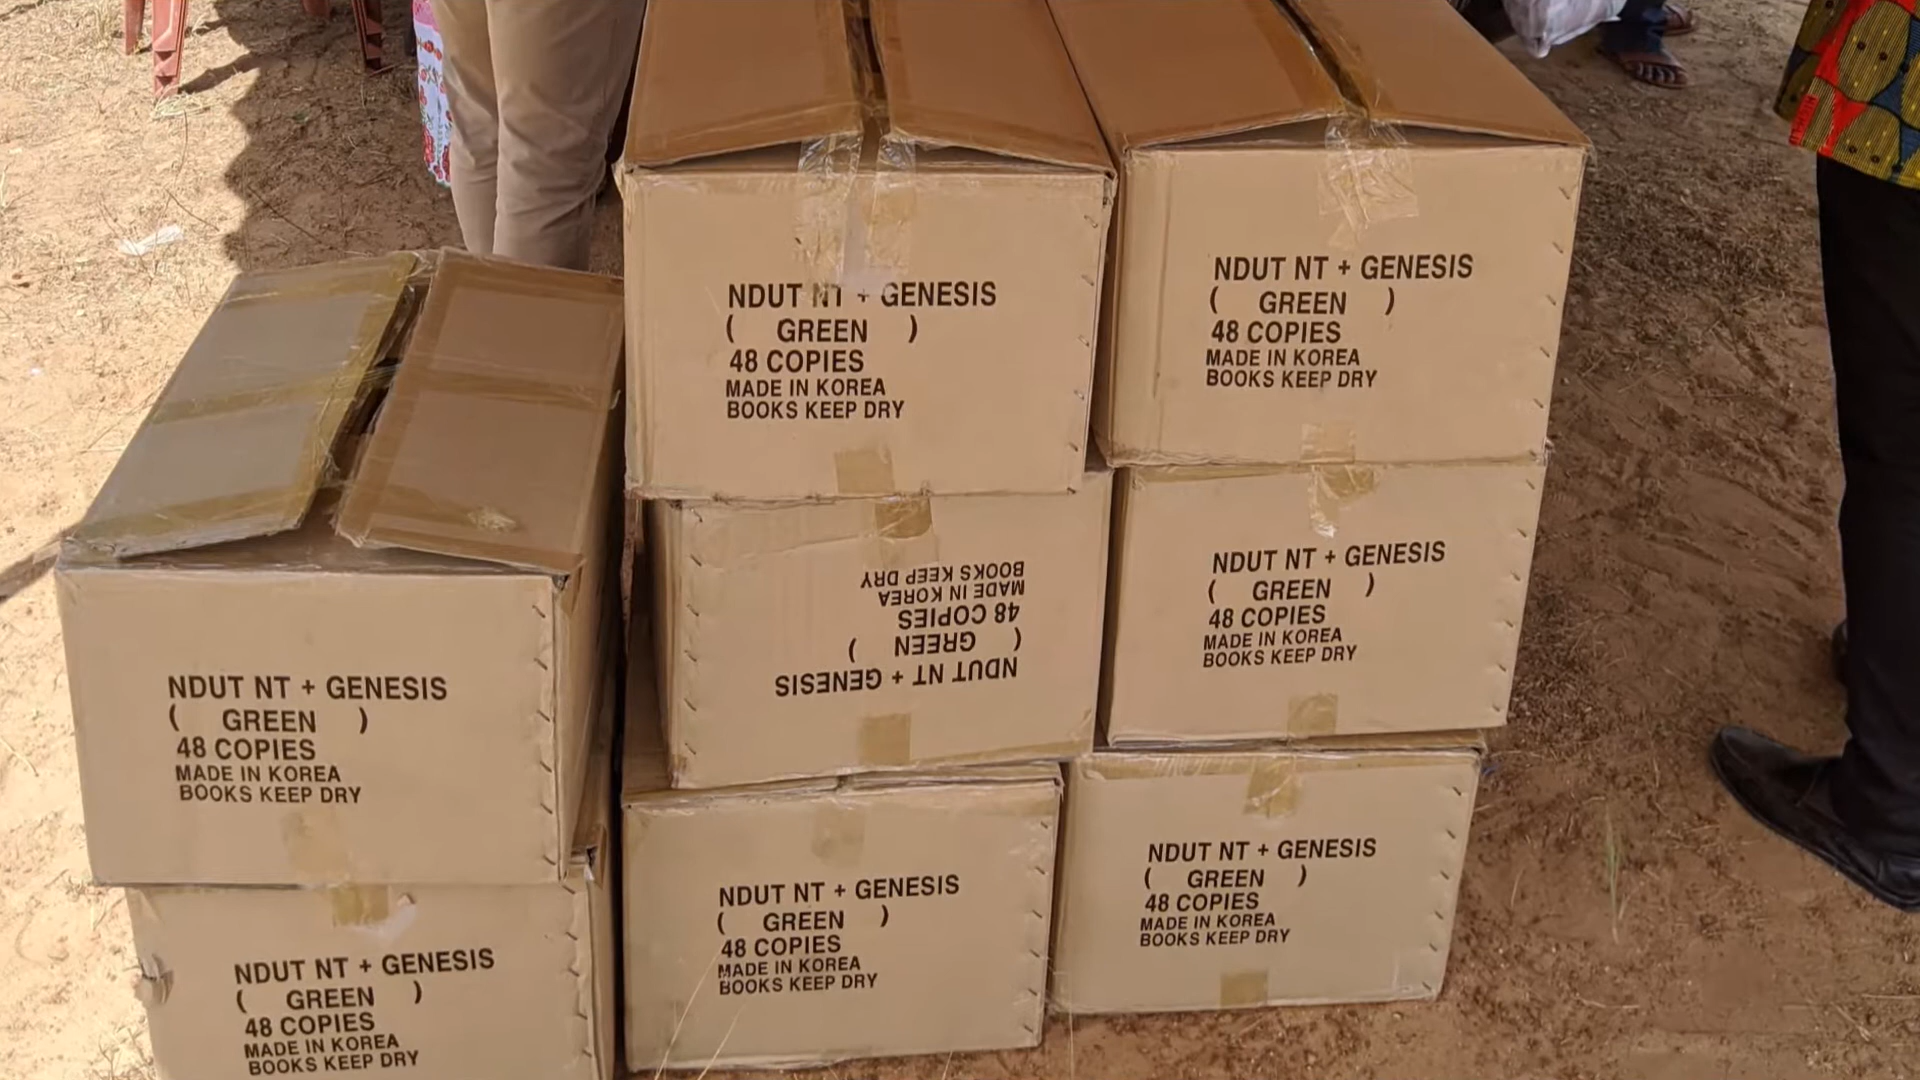 NDUT NT + GENESIS
( GREEN )
48 COPIES
MADE IN KOREA
BOOKS KEEP DRY
NDUT NT + GENESIS
( GREEN )
48 COPIES
MADE IN KOREA
BOOKS KEEP DRY
NDUT NT + GENESIS
( GREEN )
48 COPIES
MADE IN KOREA
BOOKS KEEP DRY
NDUT NT + GENESIS
( GREEN )
48 COPIES
MADE IN KOREA
BOOKS KEEP DRY
NDUT NT + GENESIS
( GREEN )
48 COPIES
MADE IN KOREA
BOOKS KEEP DRY
NDUT NT + GENESIS
( GREEN )
48 COPIES
MADE IN KOREA
BOOKS KEEP DRY
NDUT NT + GENESIS
( GREEN )
48 COPIES
MADE IN KOREA
BOOKS KEEP DRY
NDUT NT + GENESIS
( GREEN )
48 COPIES
MADE IN KOREA
BOOKS KEEP DRY